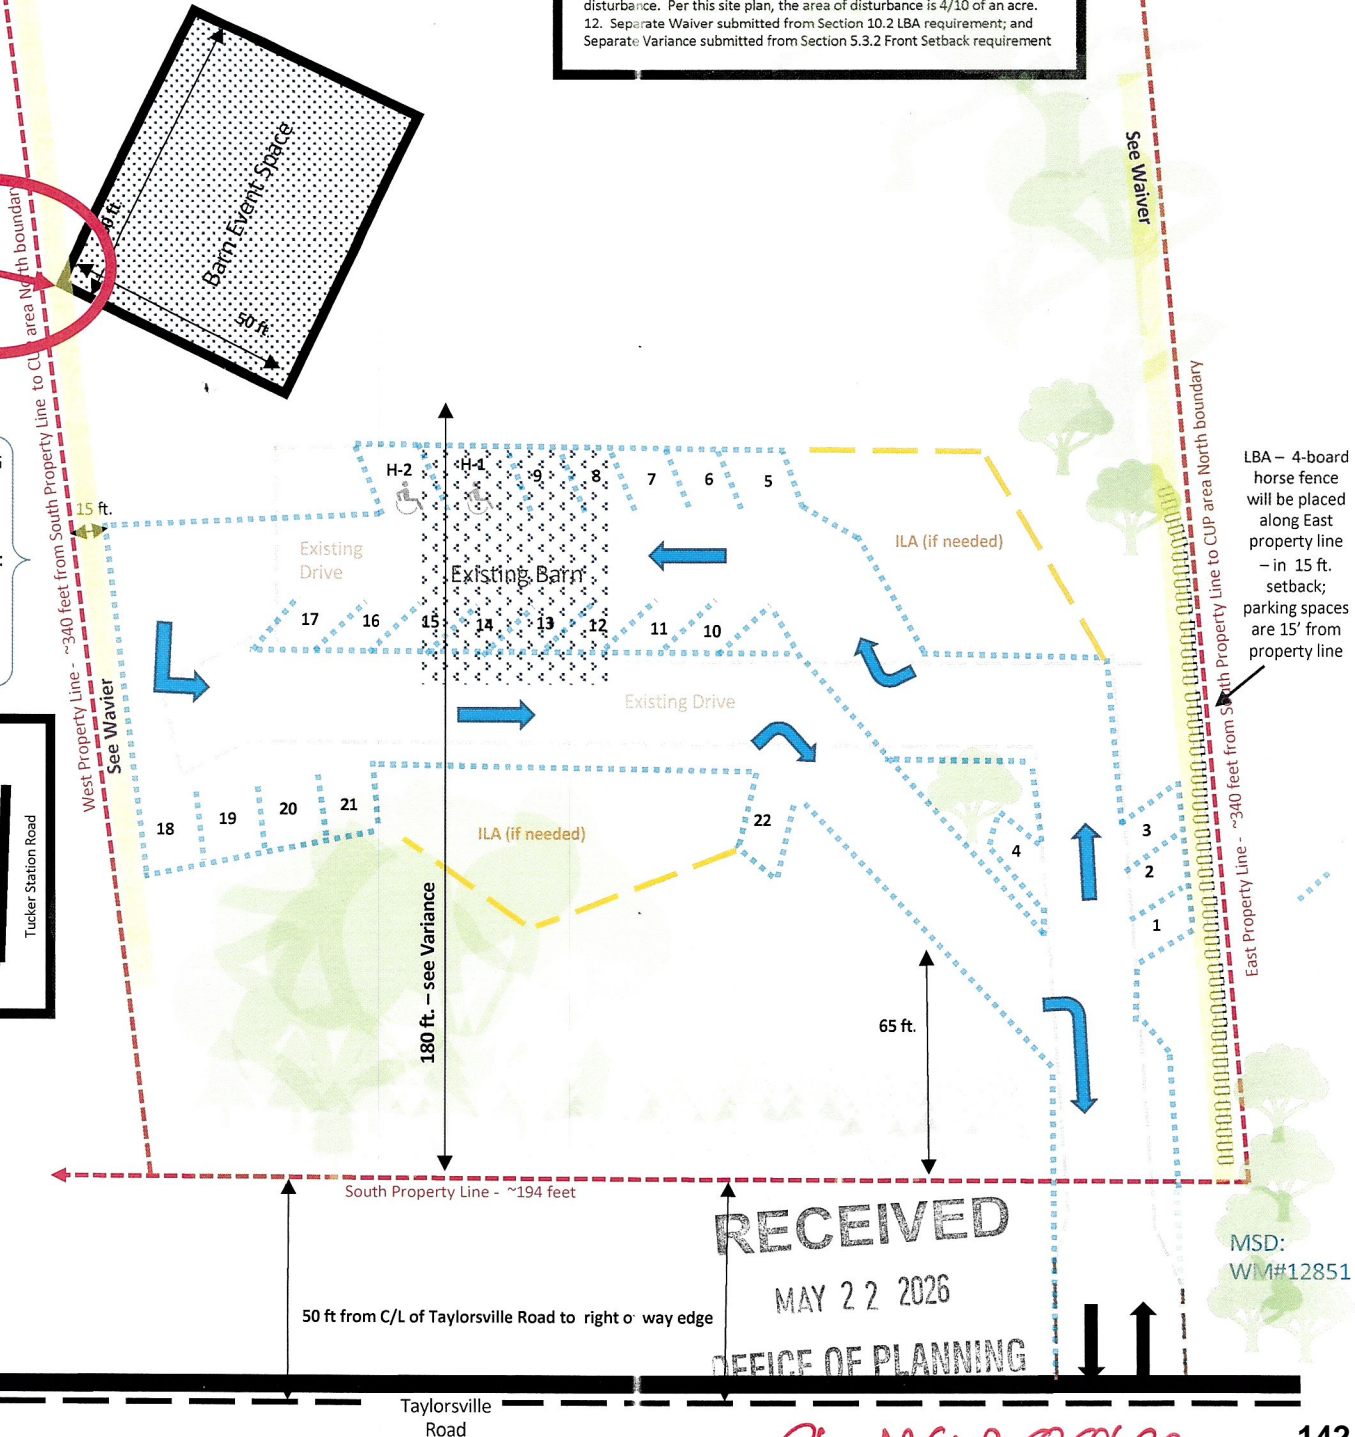 disturbance. Per this site plan, the area of disturbance is 4/10 of an acre.
12. Separate Waiver submitted from Section 10.2 LBA requirement; and
Separate Variance submitted from Section 5.3.2 Front Setback requirement
See Waiver
Barn Event Space
50 ft.
West Property Line - ~340 feet from South Property Line to CUP area North boundary
East Property Line - ~340 feet from South Property Line to CUP area North boundary
LBA – 4-board
horse fence
will be placed
along East
property line
– in 15 ft.
setback;
parking spaces
are 15' from
property line
15 ft.
H-2
H-1
9
8
7
6
5
ILA (if needed)
Existing
Drive
Existing Barn
17
16
15
14
13
12
11
10
Existing Drive
See Wavier
18
19
20
21
22
ILA (if needed)
4
3
2
1
Tucker Station Road
180 ft. – see Variance
65 ft.
South Property Line - ~194 feet
RECEIVED
MAY 22 2026
OFFICE OF PLANNING
MSD:
WM#12851
50 ft from C/L of Taylorsville Road to right o way edge
Taylorsville
Road
142